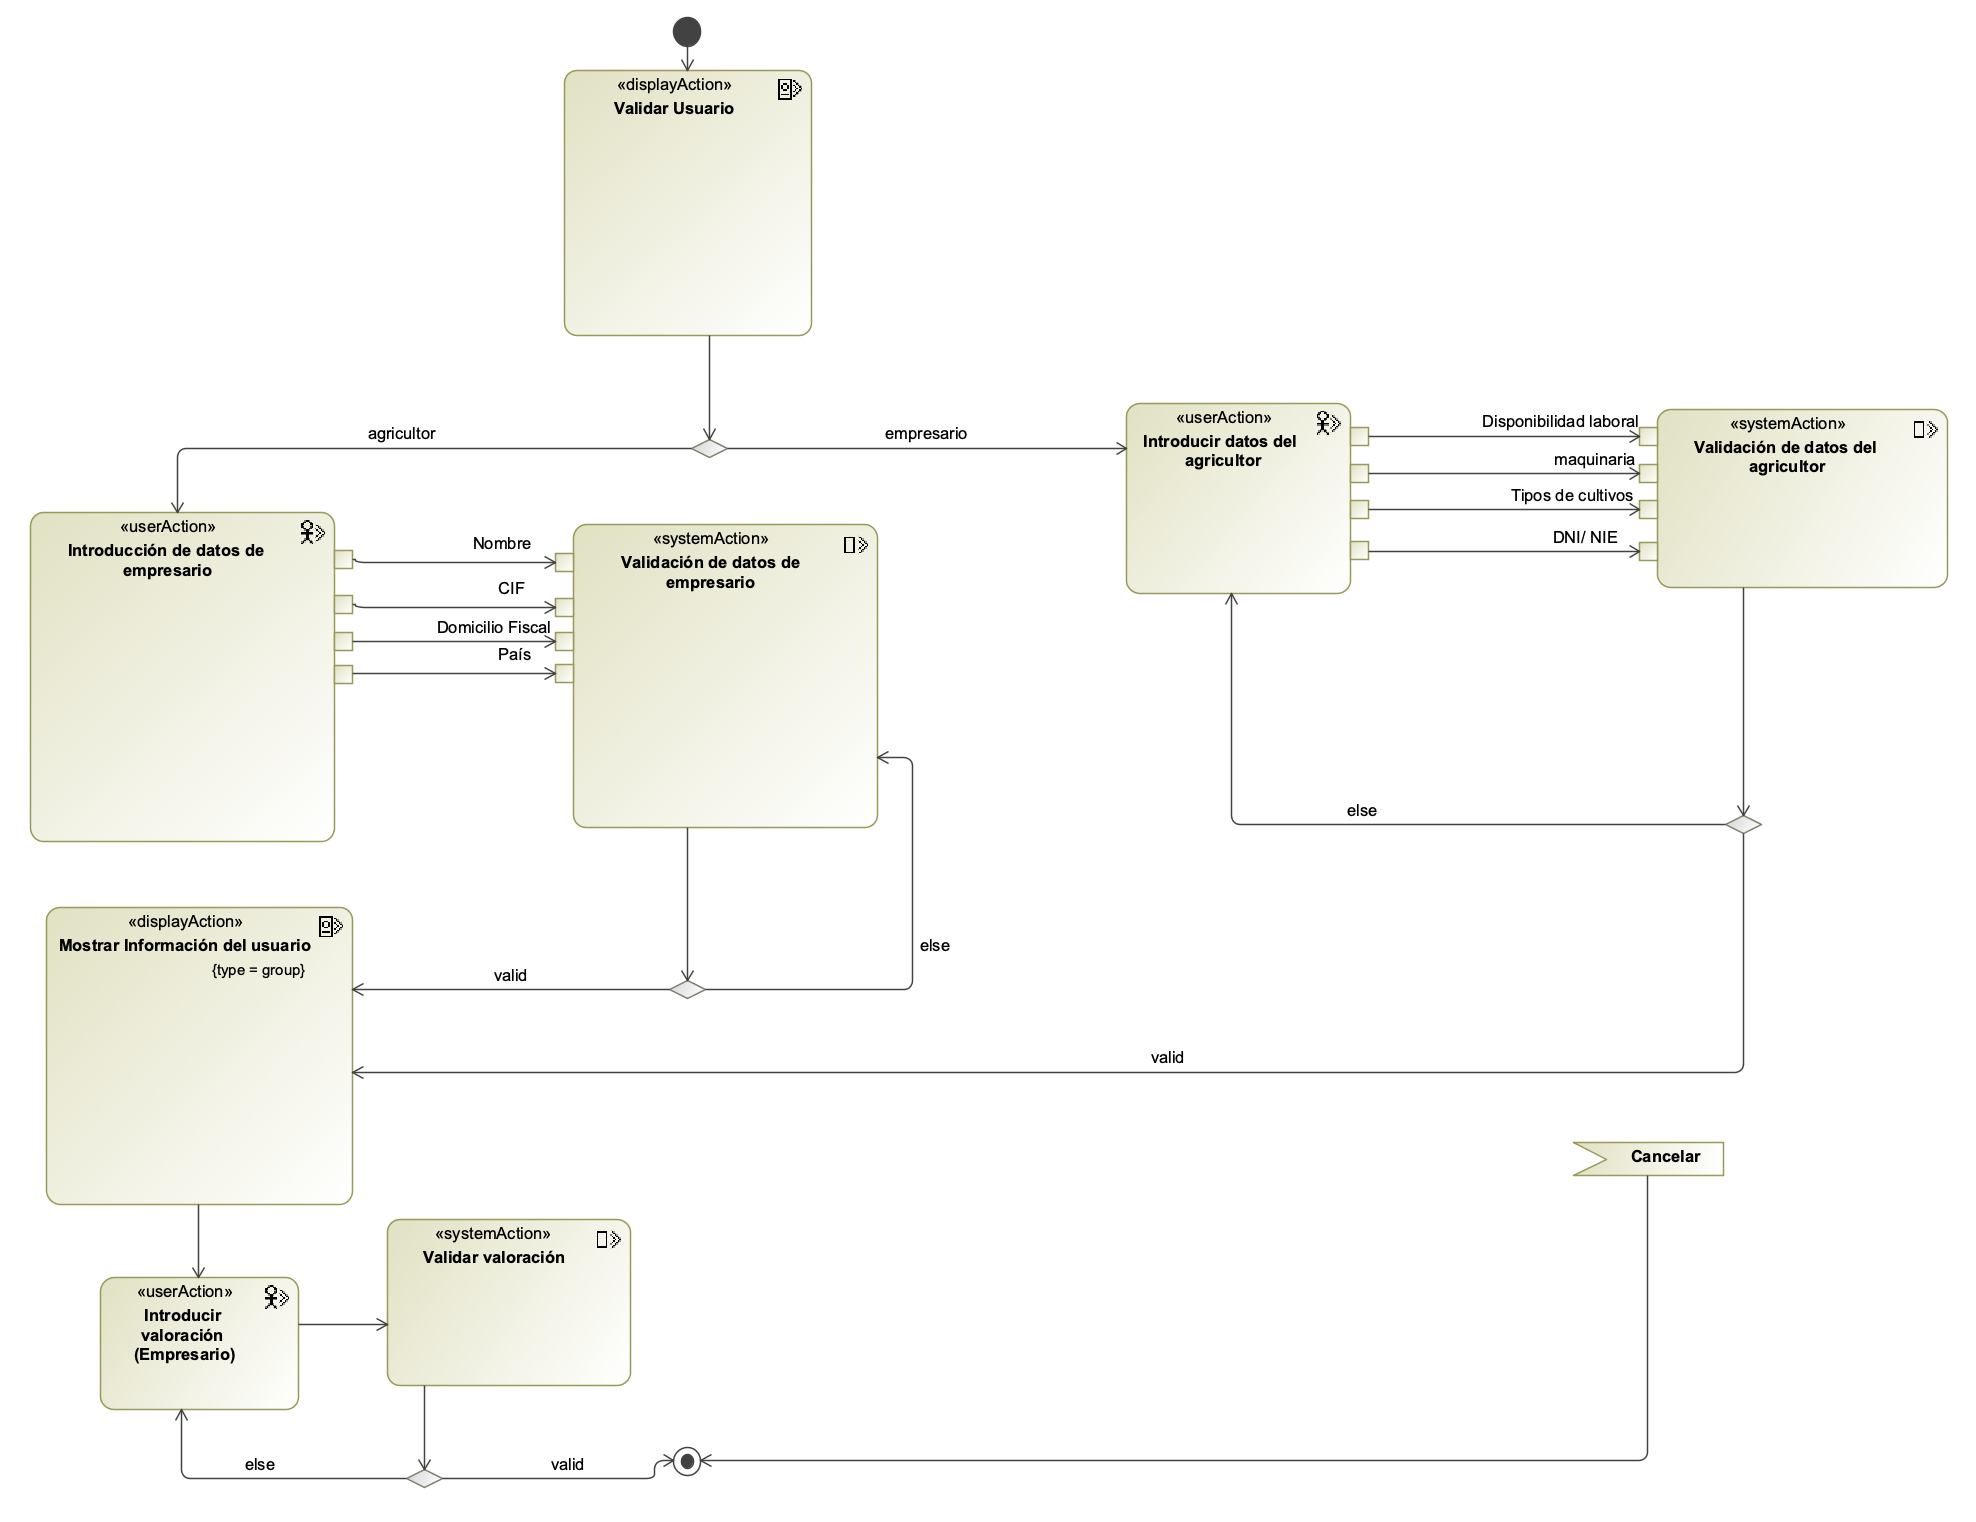 «displayAction»
Validar Usuario
agricultor
empresario
«userAction»
Introducir datos del
agricultor
Disponibilidad laboral
maquinaria
Tipos de cultivos
DNI/ NIE
«systemAction»
Validación de datos del
agricultor
«userAction»
Introducción de datos de
empresario
Nombre
CIF
Domicilio Fiscal
País
«systemAction»
Validación de datos de
empresario
else
else
valid
valid
«displayAction»
Mostrar Información del usuario
{type = group}
Cancelar
«userAction»
Introducir
valoración
(Empresario)
«systemAction»
Validar valoración
else
valid